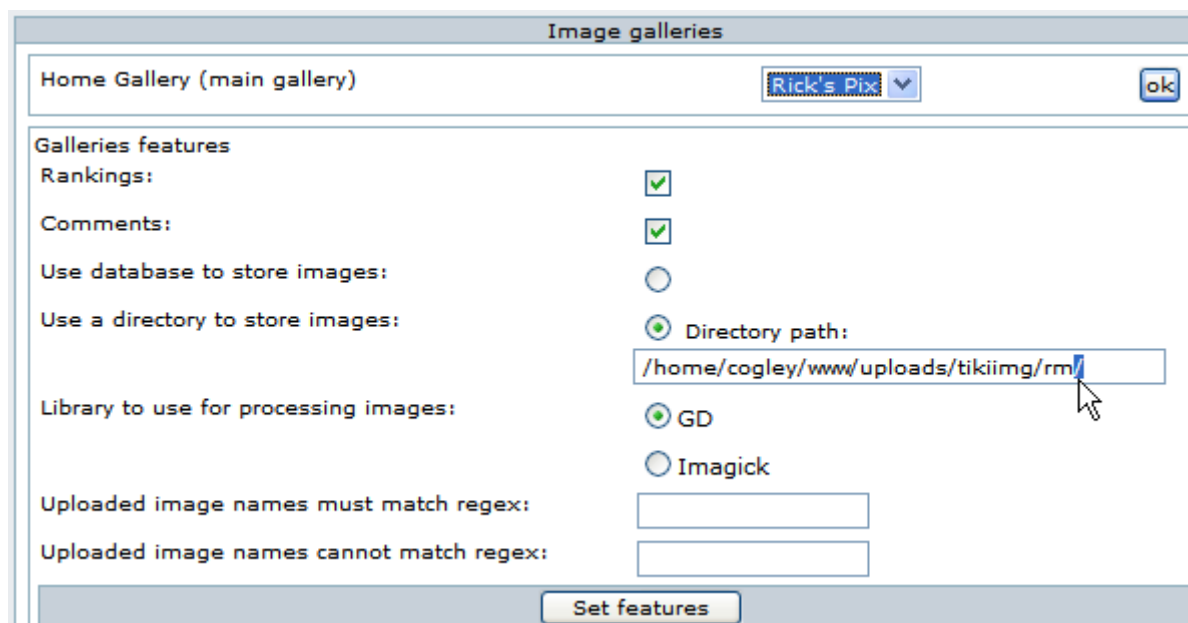 Image galleries
Home Gallery (main gallery) Rick's Pix ok
Galleries features
Rankings:
Comments:
Use database to store images:
Use a directory to store images: Directory path:
/home/cogley/www/uploads/tikiimg/rm/
Library to use for processing images: GD
Imagick
Uploaded image names must match regex:
Uploaded image names cannot match regex:
Set features